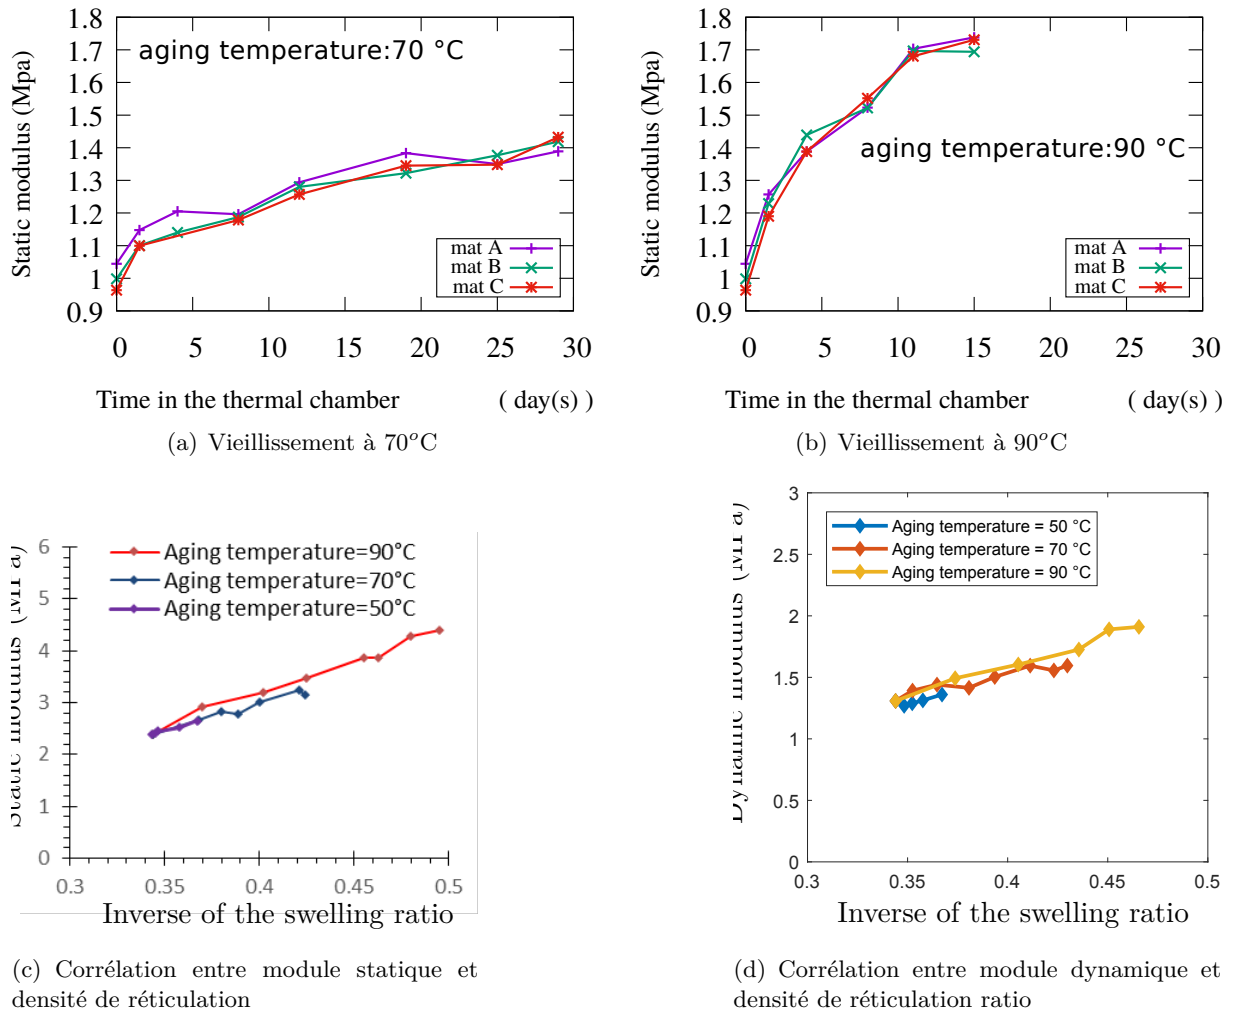 1.8
1.7
1.6
1.5
1.4
1.3
1.2
1.1
1
0.9
Static modulus (Mpa)
aging temperature:70 °C
mat A
mat B
mat C
0 5 10 15 20 25 30
Time in the thermal chamber ( day(s) )
(a) Vieillissement à 70°C
1.8
1.7
1.6
1.5
1.4
1.3
1.2
1.1
1
0.9
Static modulus (Mpa)
aging temperature:90 °C
mat A
mat B
mat C
0 5 10 15 20 25 30
Time in the thermal chamber ( day(s) )
(b) Vieillissement à 90°C
6
5
4
3
2
1
0
Static modulus (MPa)
Aging temperature=90°C
Aging temperature=70°C
Aging temperature=50°C
0.3 0.35 0.4 0.45 0.5
Inverse of the swelling ratio
(c) Corrélation entre module statique et
densité de réticulation
3
2.5
2
1.5
1
0.5
0
Dynamic modulus (MPa)
Aging temperature = 50 °C
Aging temperature = 70 °C
Aging temperature = 90 °C
0.3 0.35 0.4 0.45 0.5
Inverse of the swelling ratio
(d) Corrélation entre module dynamique et
densité de réticulation ratio